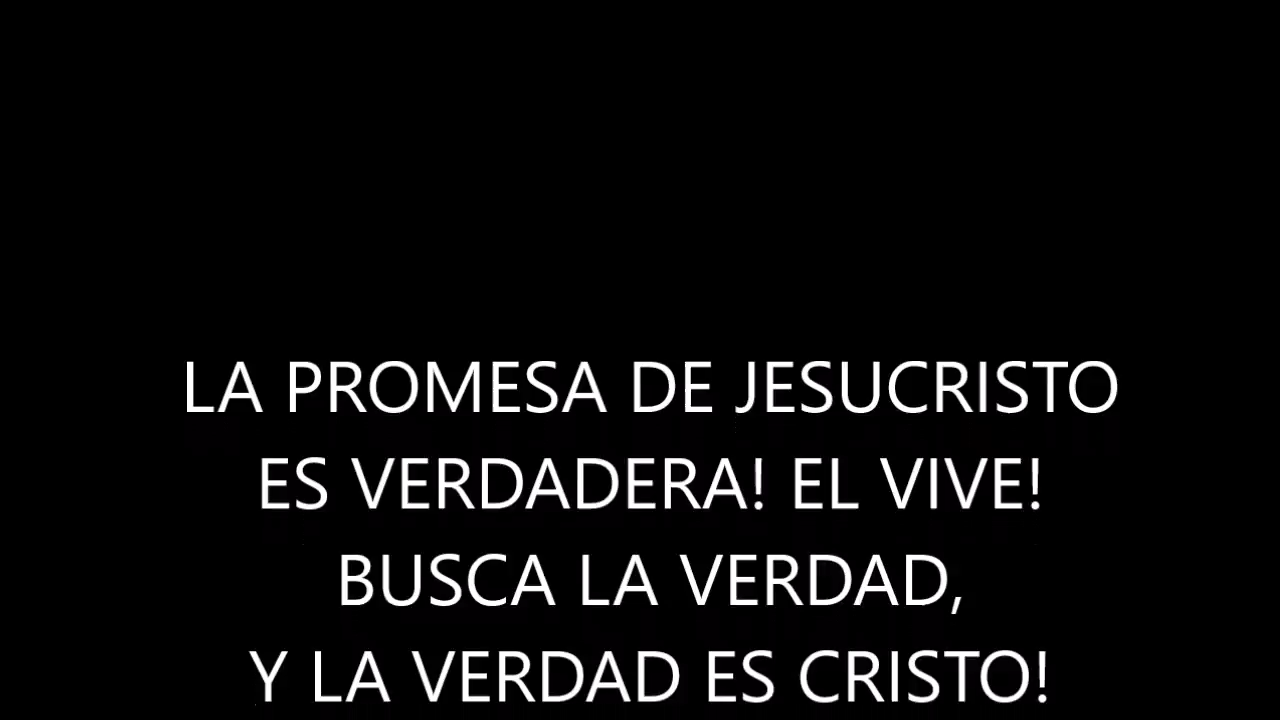 LA PROMESA DE JESUCRISTO
ES VERDADERA! EL VIVE!
BUSCA LA VERDAD,
Y LA VERDAD ES CRISTO!